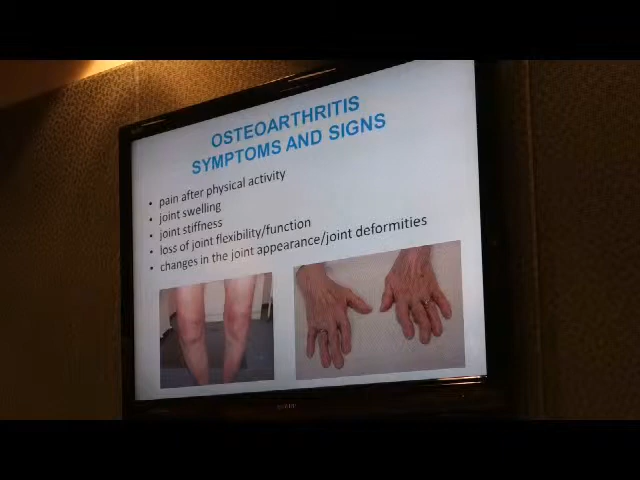 OSTEOARTHRITIS
SYMPTOMS AND SIGNS
• pain after physical activity
• joint swelling
• joint stiffness
• loss of joint flexibility/function
• changes in the joint appearance/joint deformities